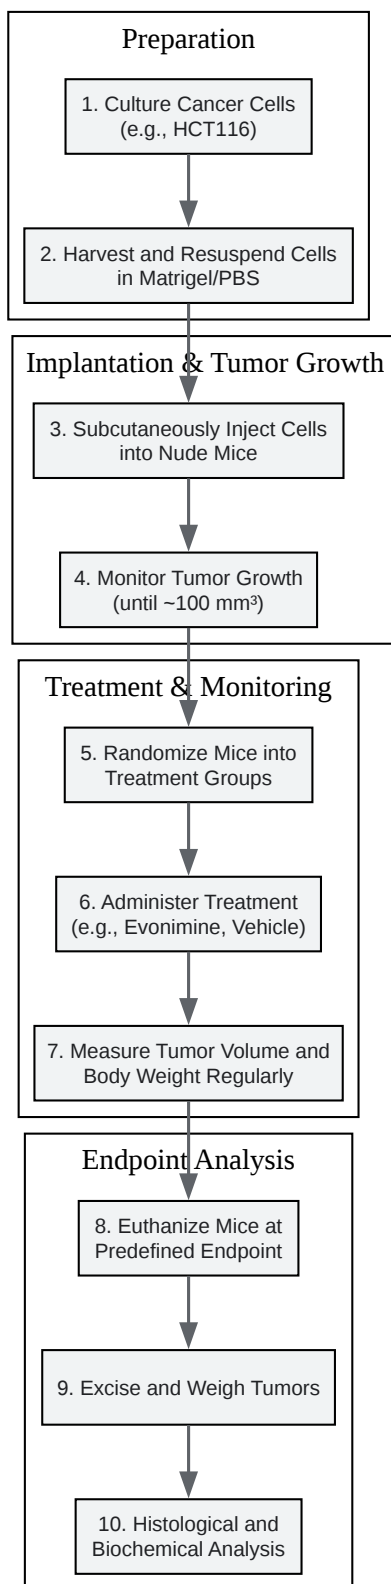 Preparation
1. Culture Cancer Cells
(e.g., HCT116)
2. Harvest and Resuspend Cells
in Matrigel/PBS
Implantation & Tumor Growth
3. Subcutaneously Inject Cells
into Nude Mice
4. Monitor Tumor Growth
(until ~100 mm³)
Treatment & Monitoring
5. Randomize Mice into
Treatment Groups
6. Administer Treatment
(e.g., Evonimine, Vehicle)
7. Measure Tumor Volume and
Body Weight Regularly
Endpoint Analysis
8. Euthanize Mice at
Predefined Endpoint
9. Excise and Weigh Tumors
10. Histological and
Biochemical Analysis